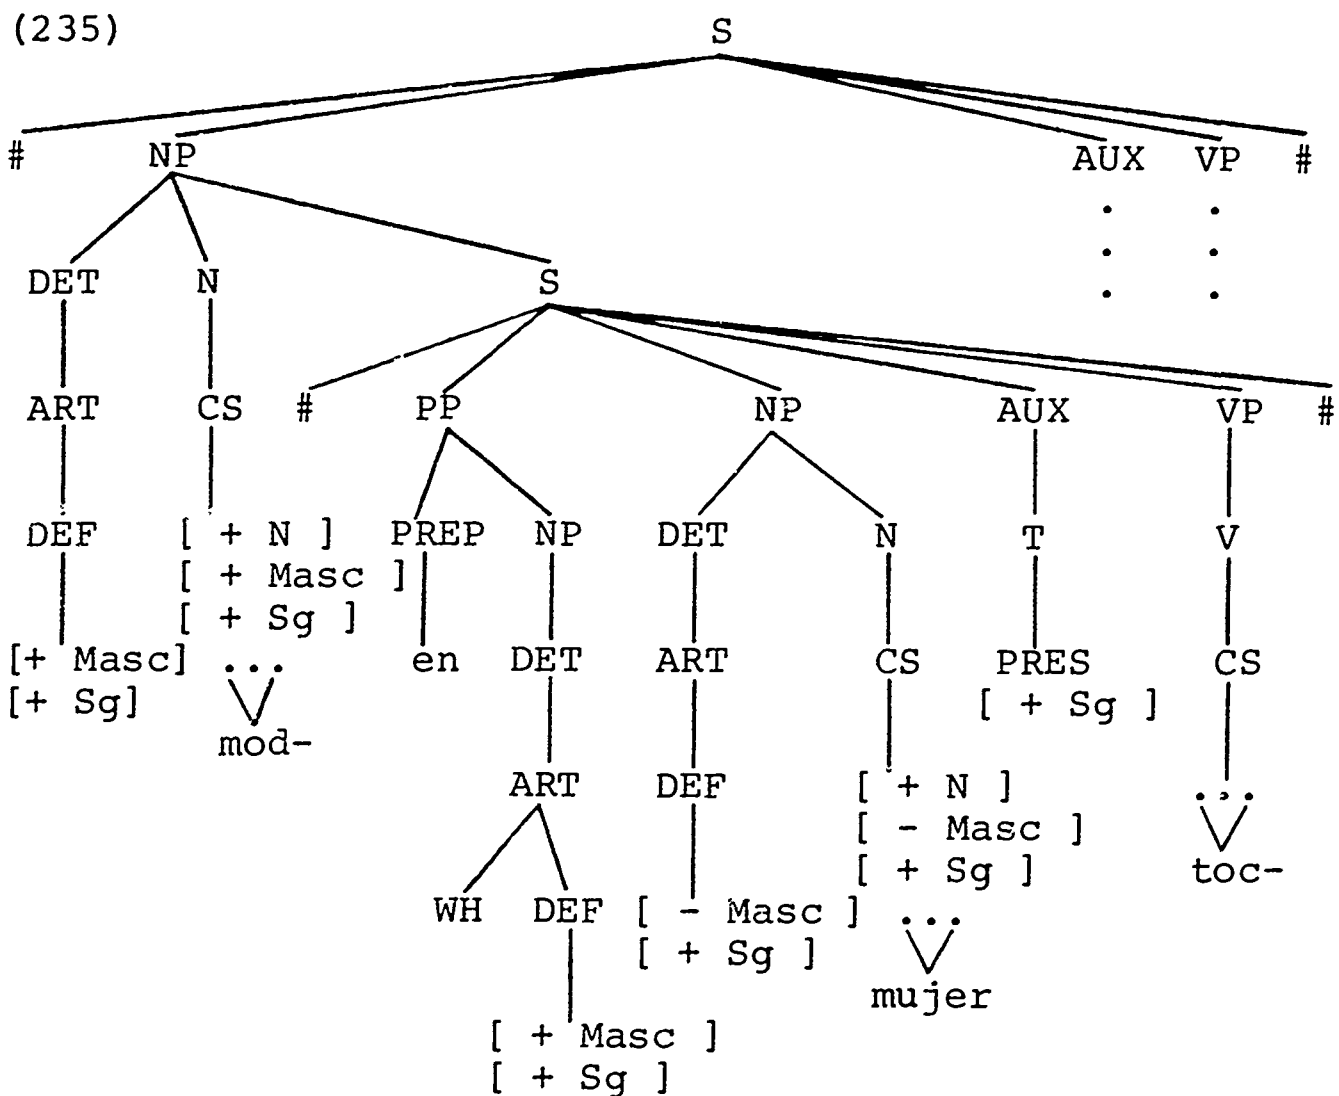 (235)
S
# NP AUX VP #
. .
DET N S . .
. .
ART CS # PP NP AUX VP #
DEF [ + N ] PREP NP DET N T V
[ + Masc ]
[ + Sg ]
[+ Masc] ... en DET ART CS PRES CS
[+ Sg] [ + Sg ]
mod-
ART DEF [ + N ] ...
[ - Masc ]
[ + Sg ] toc-
WH DEF [ - Masc ] ...
[ + Sg ]
mujer
[ + Masc ]
[ + Sg ]